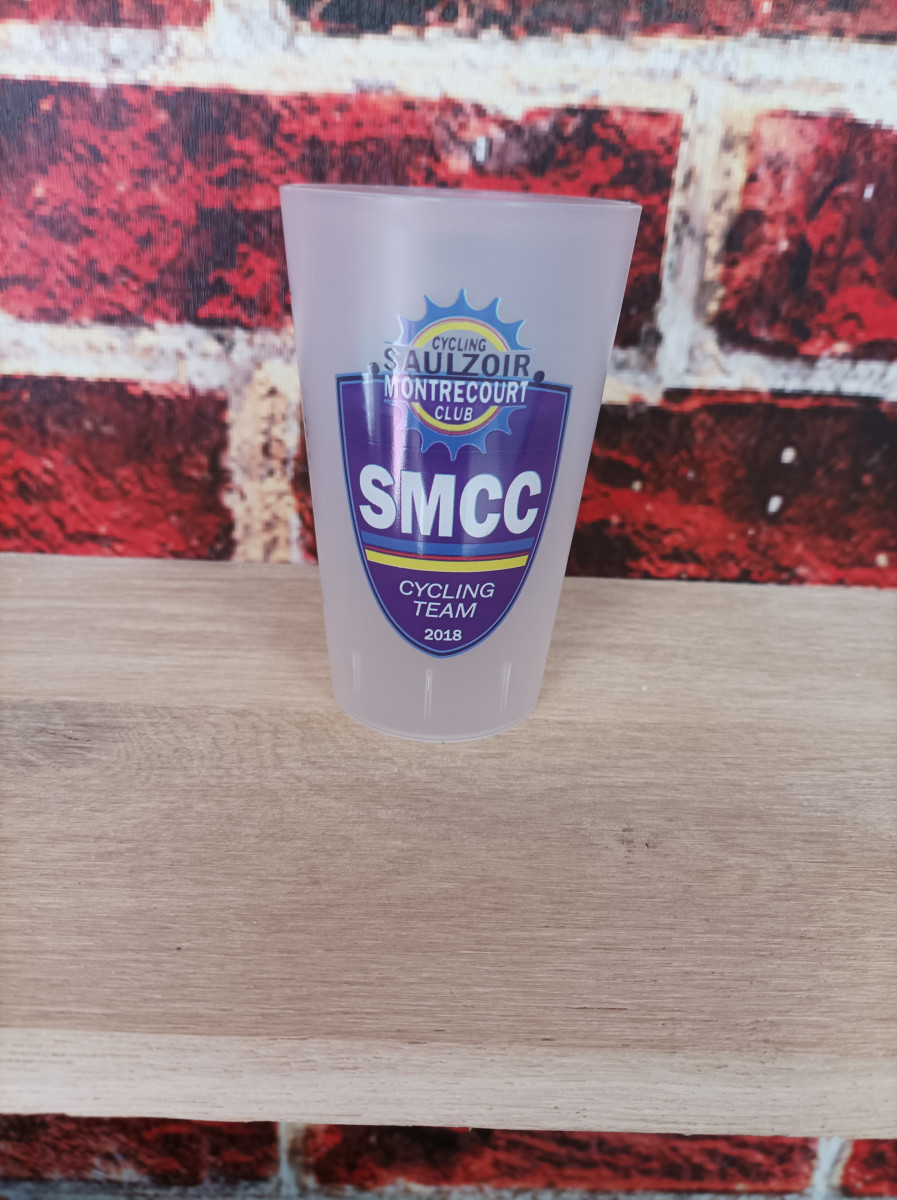 CYCLING
SAULZOIR
MONTRECOURT
CLUB
SMCC
CYCLING
TEAM
2018